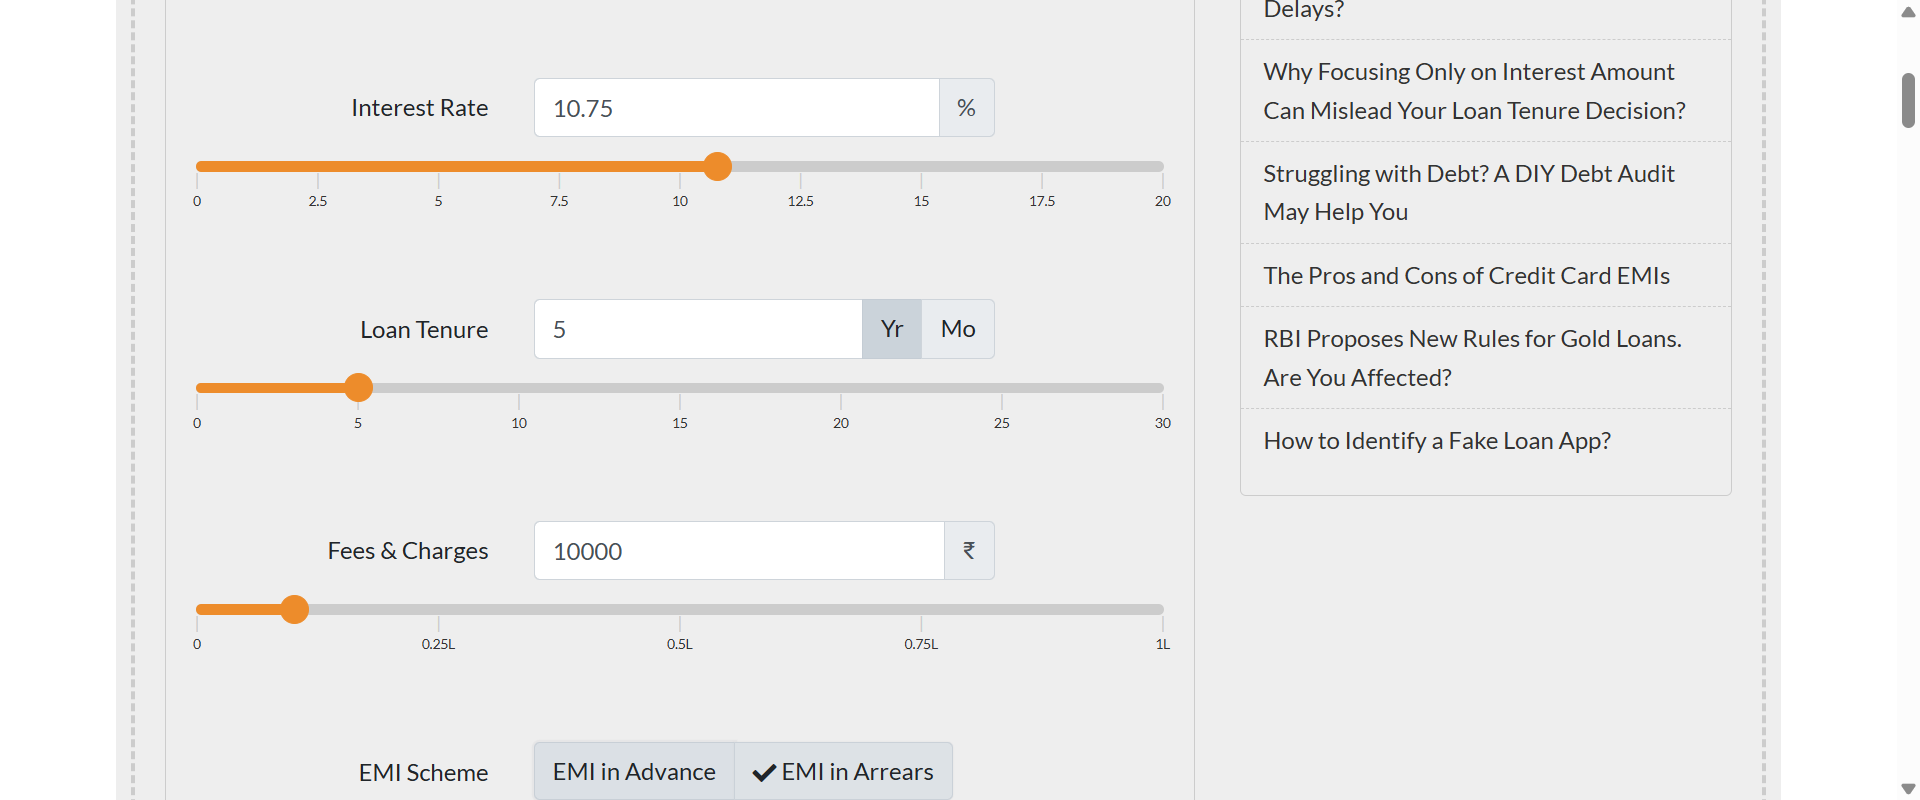 Interest Rate
10.75
%
0 2.5 5 7.5 10 12.5 15 17.5 20
Loan Tenure
5
Yr
Mo
0 5 10 15 20 25 30
Fees & Charges
10000
₹
0 0.25L 0.5L 0.75L 1L
EMI Scheme
EMI in Advance
EMI in Arrears
Delays?
Why Focusing Only on Interest Amount
Can Mislead Your Loan Tenure Decision?
Struggling with Debt? A DIY Debt Audit
May Help You
The Pros and Cons of Credit Card EMIs
RBI Proposes New Rules for Gold Loans.
Are You Affected?
How to Identify a Fake Loan App?